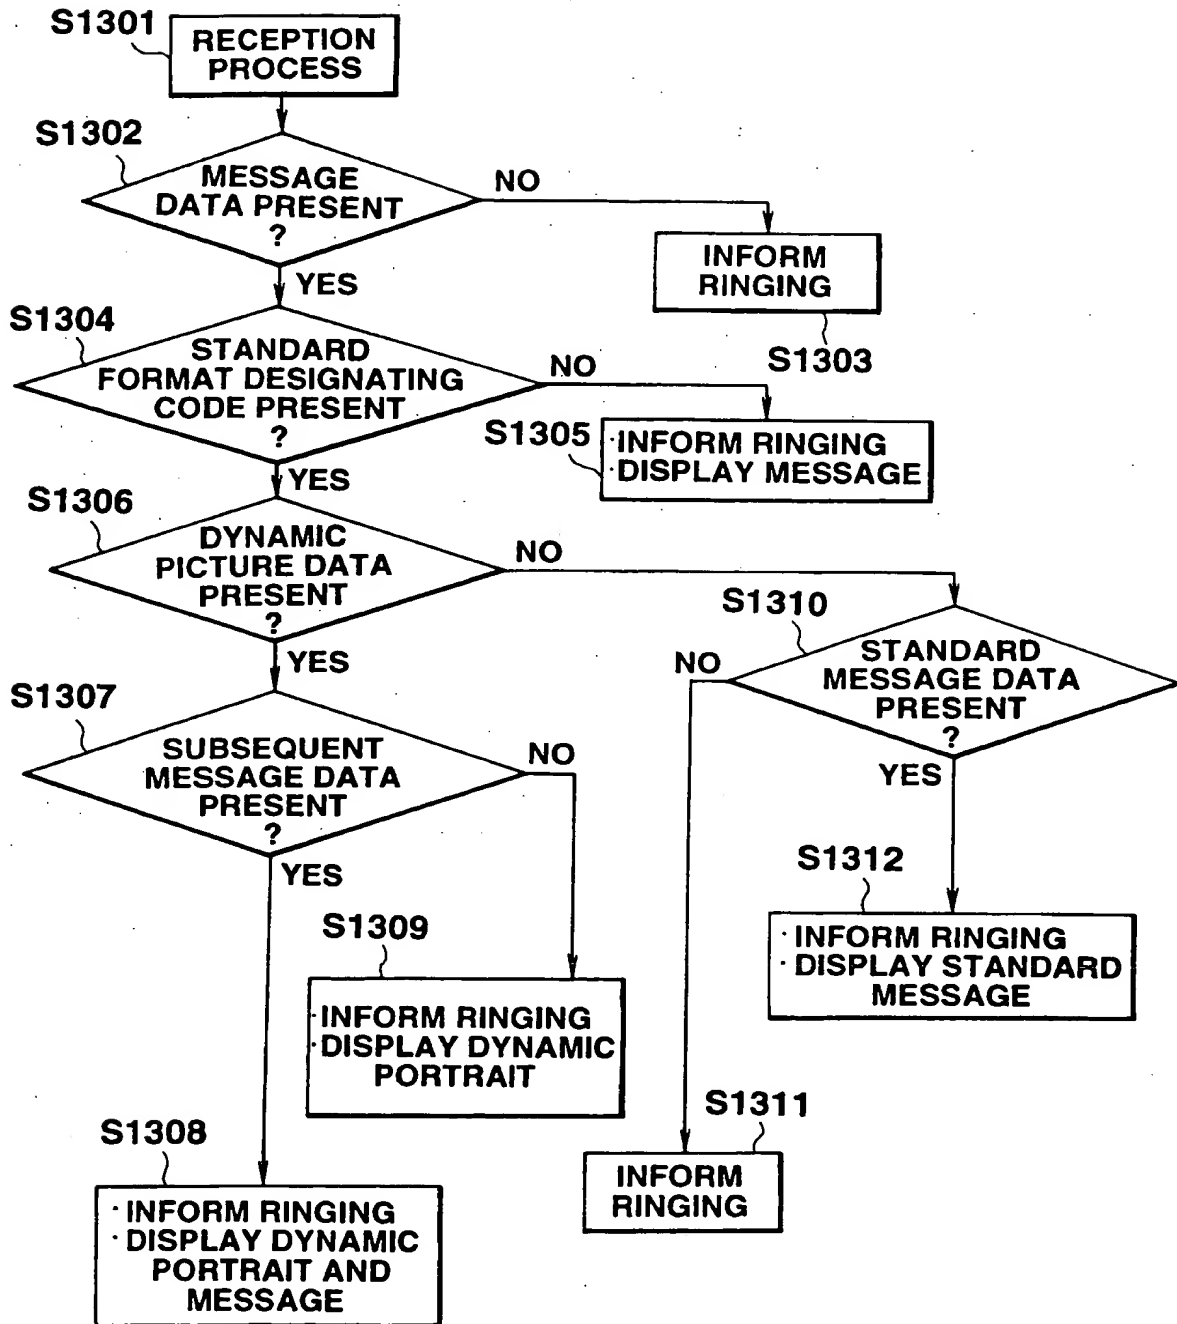 S1301
RECEPTION
PROCESS
S1302
MESSAGE
DATA PRESENT
?
NO
YES
INFORM
RINGING
S1303
S1304
STANDARD
FORMAT DESIGNATING
CODE PRESENT
?
NO
YES
S1305
·INFORM RINGING
·DISPLAY MESSAGE
S1306
DYNAMIC
PICTURE DATA
PRESENT
?
NO
YES
S1310
STANDARD
MESSAGE DATA
PRESENT
?
NO
YES
S1307
SUBSEQUENT
MESSAGE DATA
PRESENT
?
NO
YES
S1312
· INFORM RINGING
· DISPLAY STANDARD
MESSAGE
S1309
·INFORM RINGING
·DISPLAY DYNAMIC
PORTRAIT
S1311
INFORM
RINGING
S1308
· INFORM RINGING
· DISPLAY DYNAMIC
PORTRAIT AND
MESSAGE